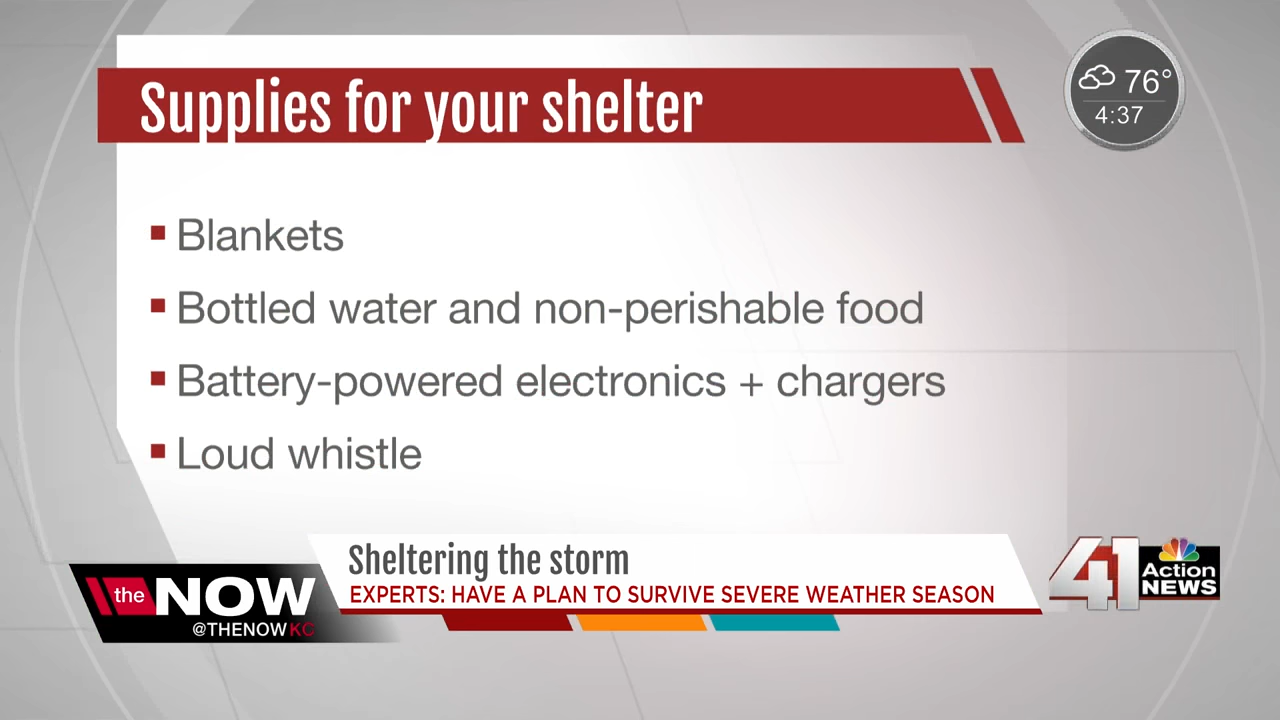 Supplies for your shelter
76°
4:37
Blankets
Bottled water and non-perishable food
Battery-powered electronics + chargers
Loud whistle
Sheltering the storm
EXPERTS: HAVE A PLAN TO SURVIVE SEVERE WEATHER SEASON
the NOW
@THENOWKC
41 Action NEWS